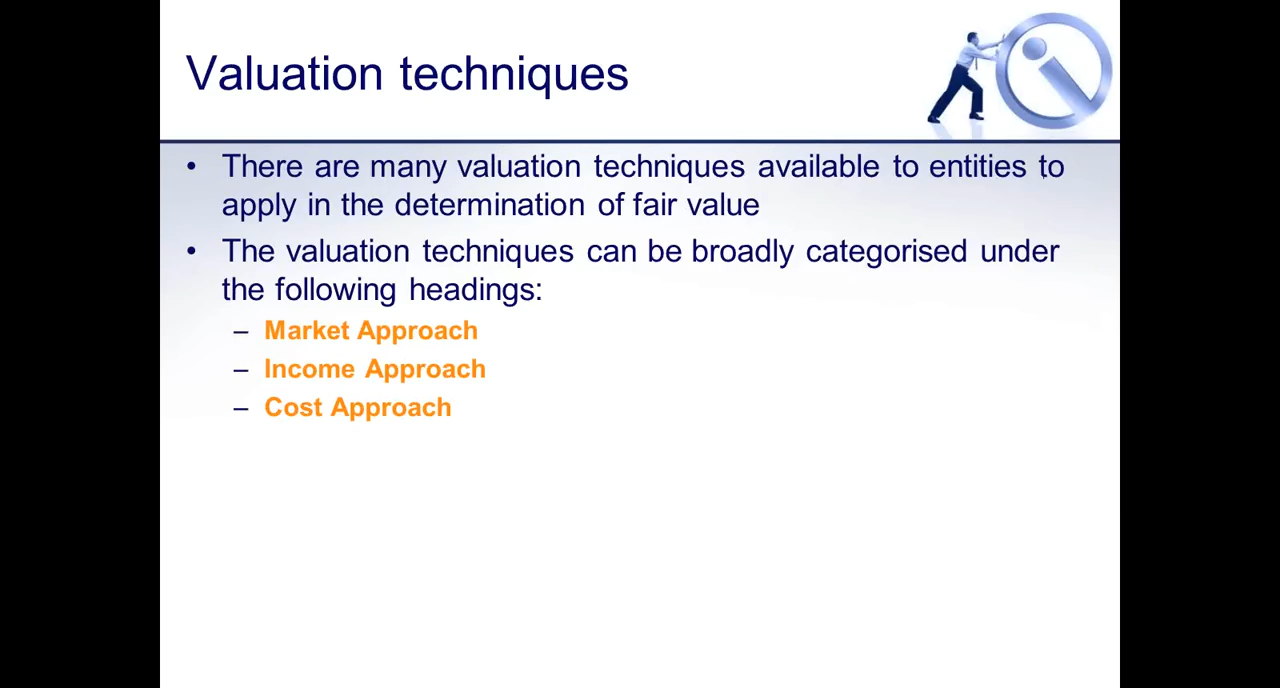 Valuation techniques
• There are many valuation techniques available to entities to
apply in the determination of fair value
• The valuation techniques can be broadly categorised under
the following headings:
– Market Approach
– Income Approach
– Cost Approach